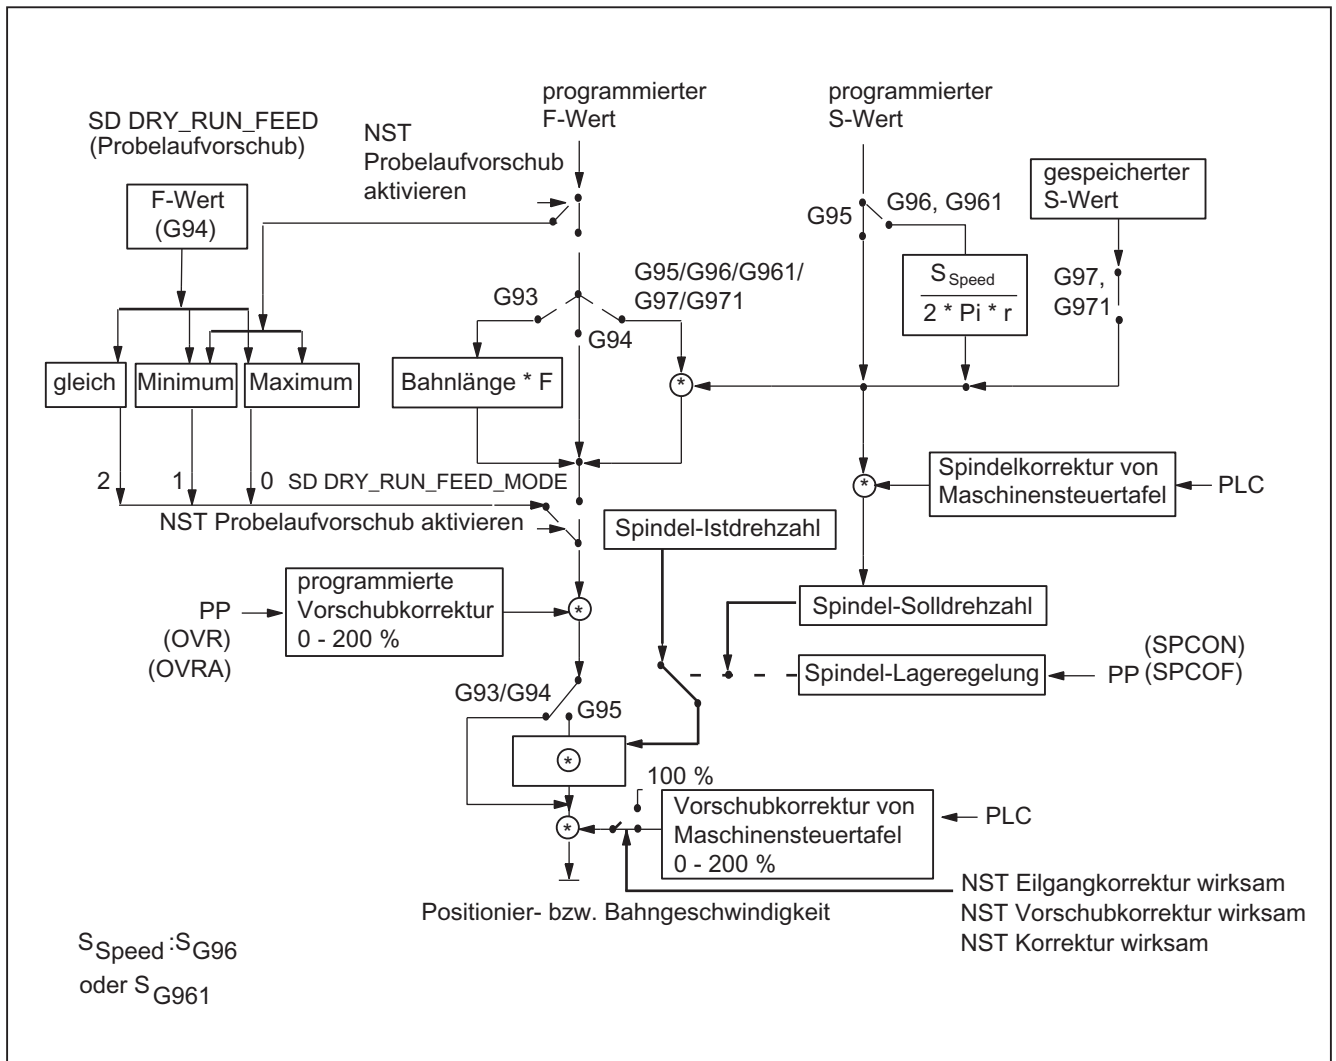 programmierter
F-Wert
programmierter
S-Wert
SD DRY_RUN_FEED
(Probelaufvorschub)
NST
Probelaufvorschub
aktivieren
F-Wert
(G94)
gespeicherter
S-Wert
G95
G96, G961
G93
G95/G96/G961/
G97/G971
G94
S Speed
2 * Pi * r
G97,
G971
gleich
Minimum
Maximum
Bahnlänge * F
*
2
1
0
SD DRY_RUN_FEED_MODE
NST Probelaufvorschub aktivieren
*
Spindelkorrektur von
Maschinensteuertafel
PLC
Spindel-Istdrehzahl
PP
(OVR)
(OVRA)
programmierte
Vorschubkorrektur
0 - 200 %
*
Spindel-Solldrehzahl
Spindel-Lageregelung
PP
(SPCON)
(SPCOF)
G93/G94
G95
*
100 %
*
Vorschubkorrektur von
Maschinensteuertafel
0 - 200 %
PLC
NST Eilgangkorrektur wirksam
NST Vorschubkorrektur wirksam
NST Korrektur wirksam
Positionier- bzw. Bahngeschwindigkeit
S Speed : S G96
oder S G961